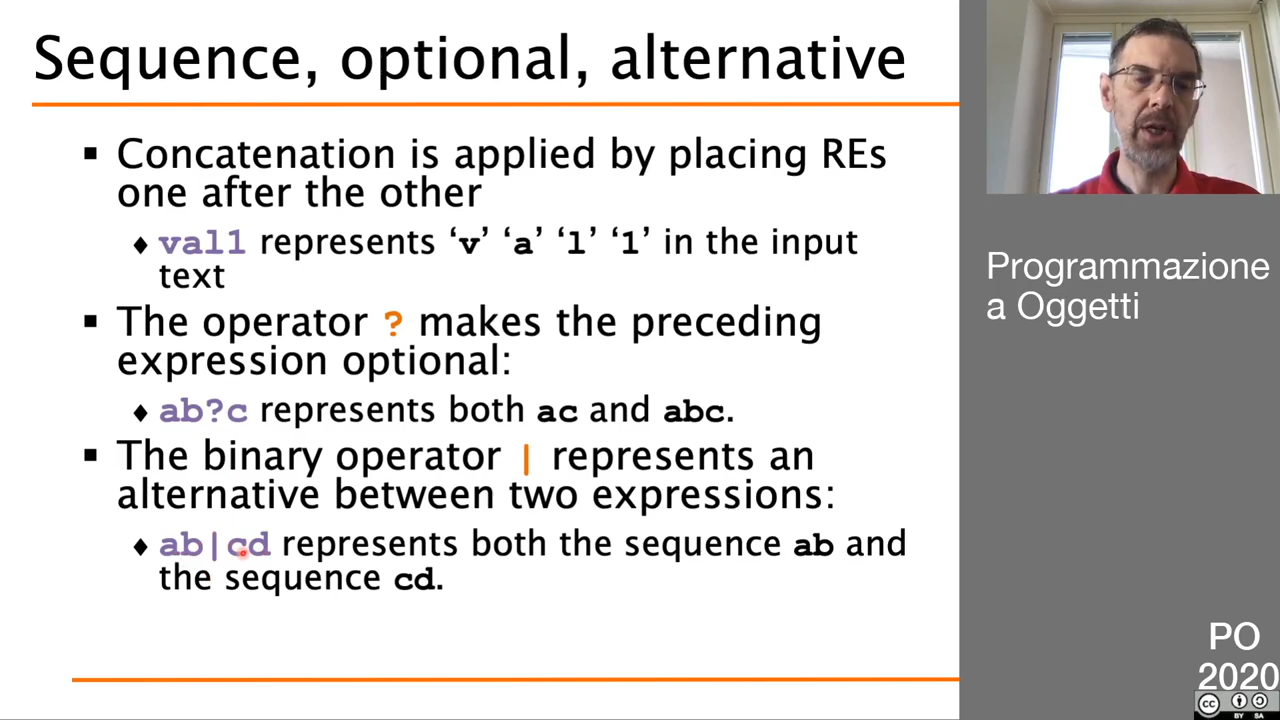 Sequence, optional, alternative
▪ Concatenation is applied by placing REs
one after the other
♦ val1 represents ‘v’ ‘a’ ‘l’ ‘1’ in the input
text
▪ The operator ? makes the preceding
expression optional:
♦ ab?c represents both ac and abc.
▪ The binary operator | represents an
alternative between two expressions:
♦ ab|cd represents both the sequence ab and
the sequence cd.
Programmazione
a Oggetti
PO
2020
CC
BY SA